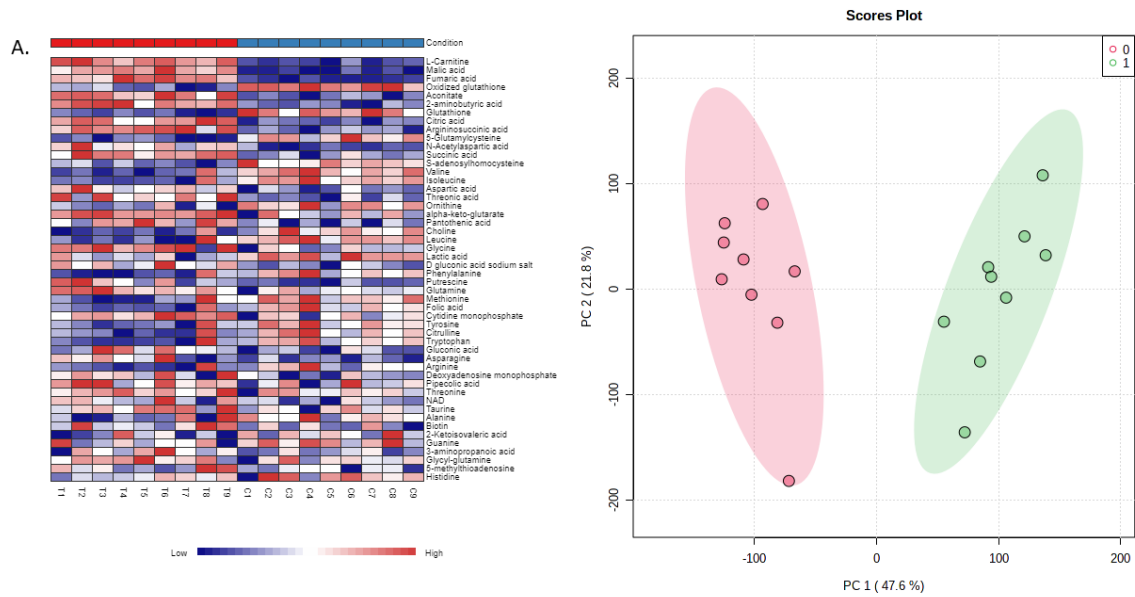 A.
Condition
L-Carnitine
Malic acid
Fumaric acid
Oxidized glutathione
Aconitate
2-aminobutyric acid
Glutathione
Citric acid
Argininosuccinic acid
5-Glutamylcysteine
N-Acetylaspartic acid
Succinic acid
S-adenosylhomocysteine
Valine
Isoleucine
Aspartic acid
Threonic acid
Ornithine
alpha-keto-glutarate
Pantothenic acid
Choline
Leucine
Glycine
Lactic acid
D gluconic acid sodium salt
Phenylalanine
Putrescine
Glutamine
Methionine
Folic acid
Cytidine monophosphate
Tyrosine
Citrulline
Tryptophan
Gluconic acid
Asparagine
Arginine
Deoxyadenosine monophosphate
Pipecolic acid
Threonine
NAD
Taurine
Alanine
Biotin
2-Ketoisovaleric acid
Guanine
3-aminopropanoic acid
Glycyl-glutamine
5-methylthioadenosine
Histidine
T1 T2 T3 T4 T5 T6 T7 T8 T9 C1 C2 C3 C4 C5 C6 C7 C8 C9
Low High
Scores Plot
0
1
PC 2 ( 21.8 %)
200
100
0
-100
-200
-100 0 100 200
PC 1 ( 47.6 %)